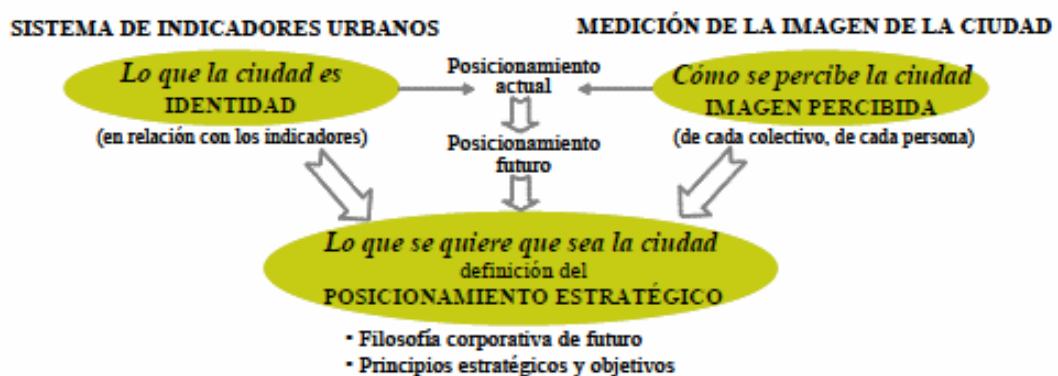 SISTEMA DE INDICADORES URBANOS
MEDICIÓN DE LA IMAGEN DE LA CIUDAD
Lo que la ciudad es
IDENTIDAD
(en relación con los indicadores)
Posicionamiento
actual
Posicionamiento
futuro
Cómo se percibe la ciudad
IMAGEN PERCIBIDA
(de cada colectivo, de cada persona)
Lo que se quiere que sea la ciudad
definición del
POSICIONAMIENTO ESTRATÉGICO
· Filosofía corporativa de futuro
· Principios estratégicos y objetivos